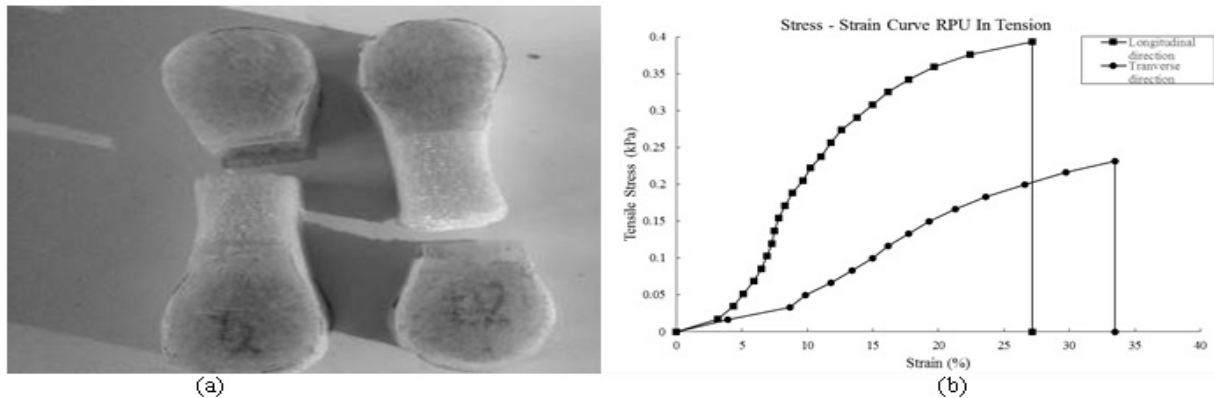 Stress - Strain Curve RPU In Tension
0.4
0.35
0.3
0.25
0.2
0.15
0.1
0.05
0
Tensile Stress (kPa)
Longitudinal
direction
Tranverse
direction
0 5 10 15 20 25 30 35 40
Strain (%)
(a)
(b)